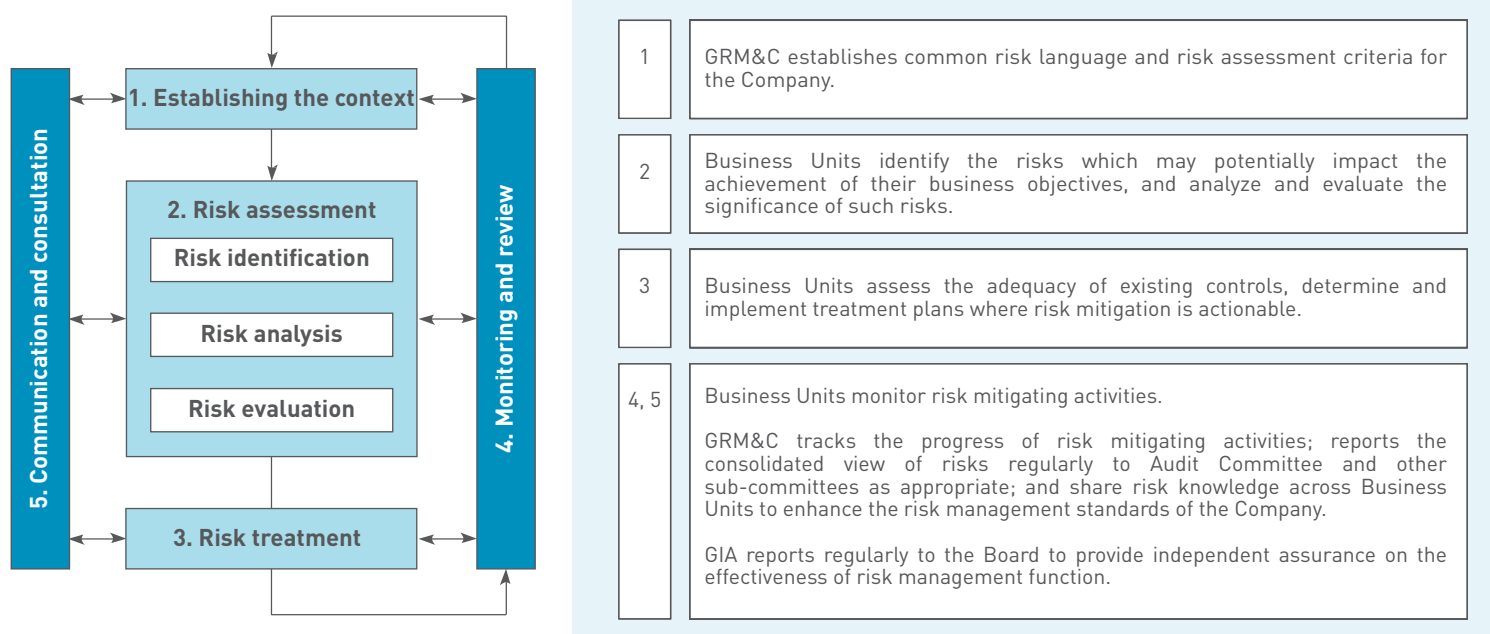 5. Communication and consultation
1. Establishing the context
2. Risk assessment
Risk identification
Risk analysis
Risk evaluation
3. Risk treatment
4. Monitoring and review
1
GRM&C establishes common risk language and risk assessment criteria for
the Company.
2
Business Units identify the risks which may potentially impact the
achievement of their business objectives, and analyze and evaluate the
significance of such risks.
3
Business Units assess the adequacy of existing controls, determine and
implement treatment plans where risk mitigation is actionable.
4, 5
Business Units monitor risk mitigating activities.
GRM&C tracks the progress of risk mitigating activities; reports the
consolidated view of risks regularly to Audit Committee and other
sub-committees as appropriate; and share risk knowledge across Business
Units to enhance the risk management standards of the Company.
GIA reports regularly to the Board to provide independent assurance on the
effectiveness of risk management function.